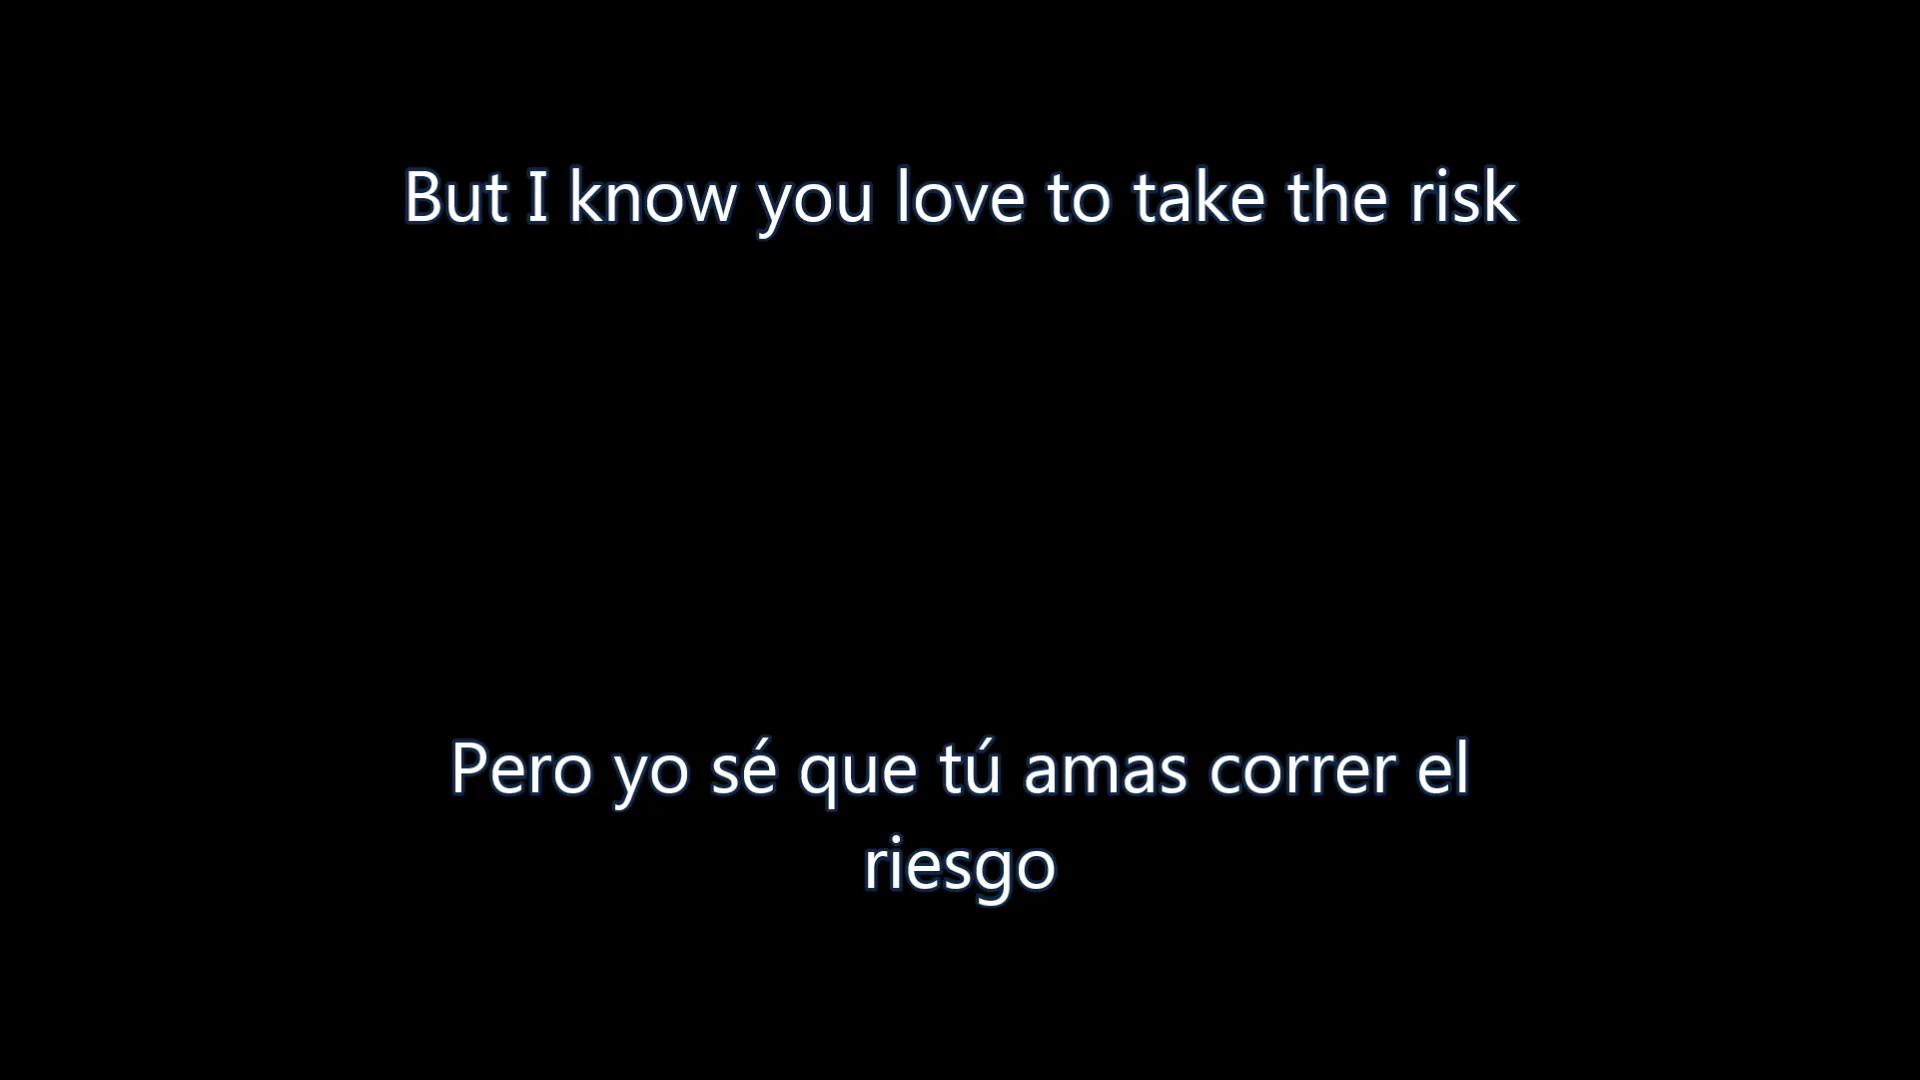 But I know you love to take the risk
Pero yo sé que tú amas correr el
riesgo